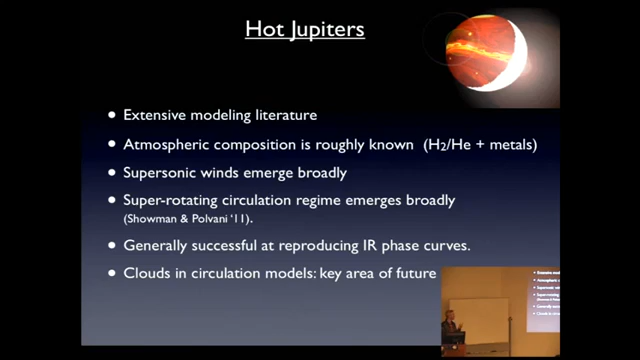 Hot Jupiters
Extensive modeling literature
Atmospheric composition is roughly known (H2/He + metals)
Supersonic winds emerge broadly
Super-rotating circulation regime emerges broadly
(Showman & Polvani '11).
Generally successful at reproducing IR phase curves.
Clouds in circulation models: key area of future